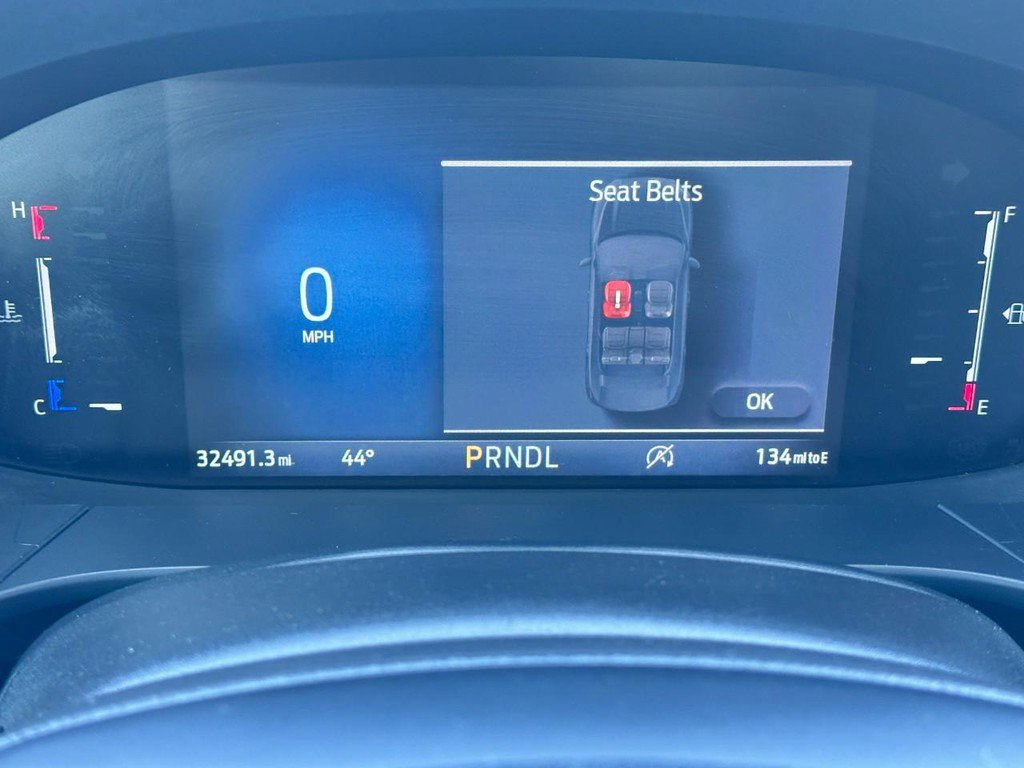 Seat Belts
H
F
0
MPH
!
OK
C
E
32491.3 mi
44°
PRNDL
134 mi to E